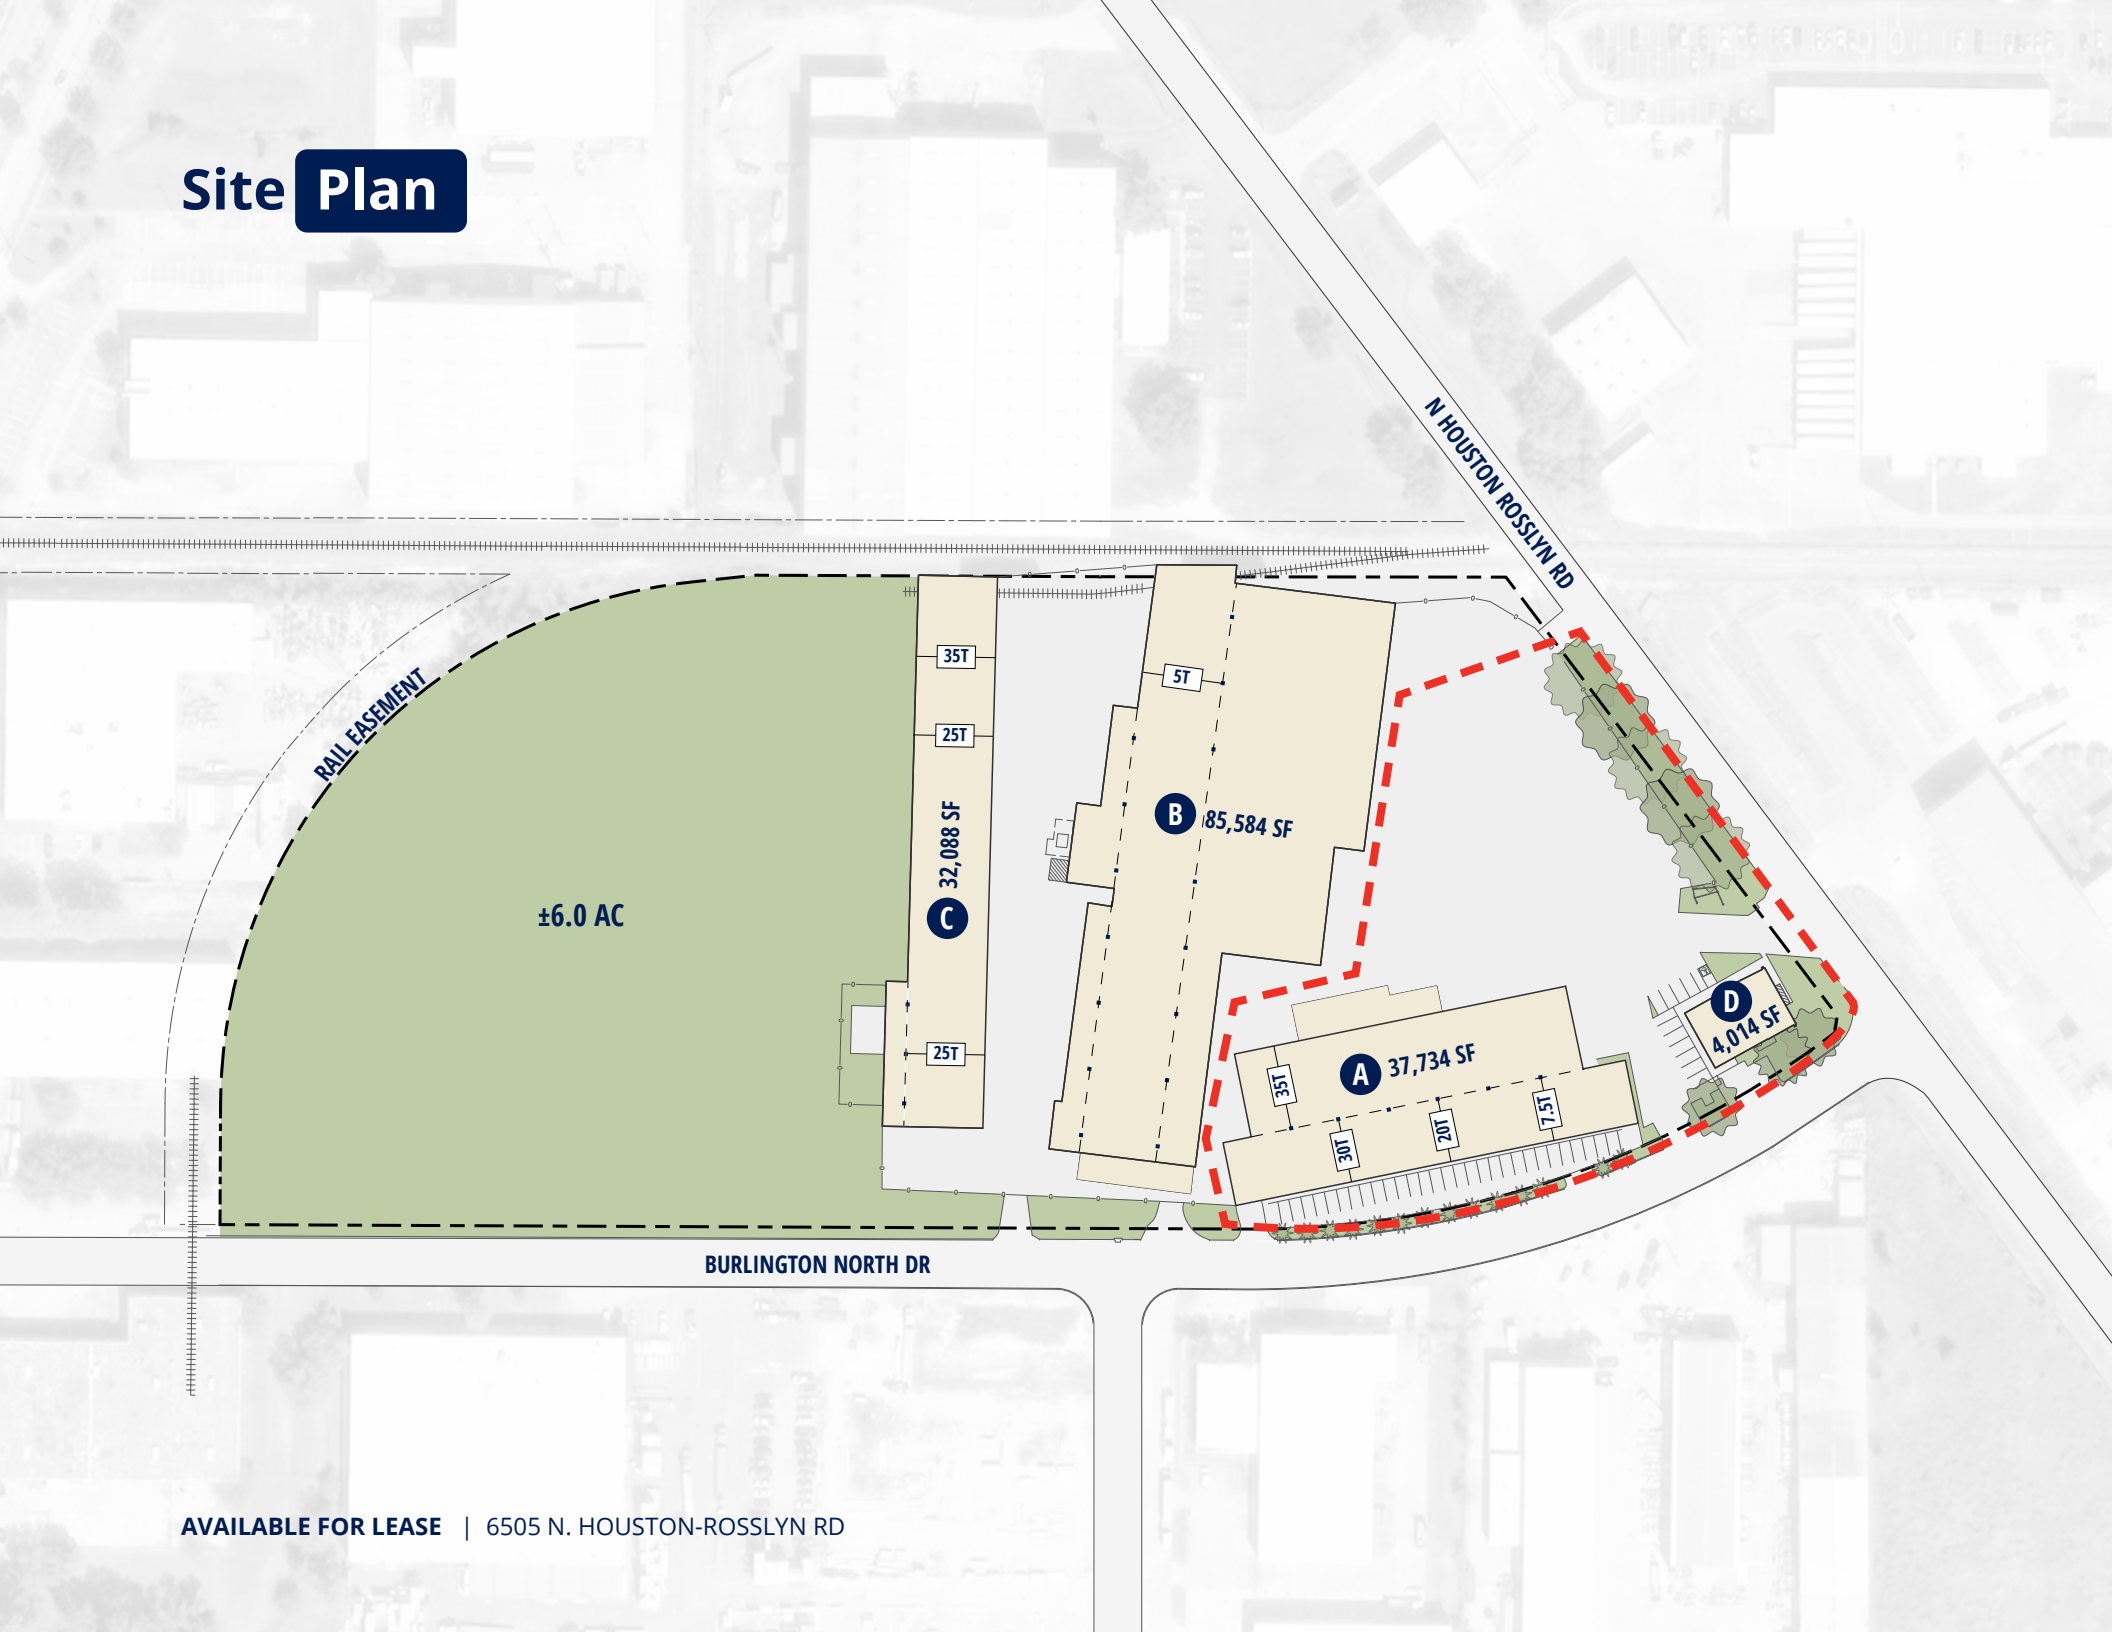 Site Plan
N HOUSTON ROSSLYN RD
RAIL EASEMENT
35T
5T
25T
B 85,584 SF
32,088 SF
C
±6.0 AC
25T
D
4,014 SF
A 37,734 SF
35T
30T
20T
7.5T
BURLINGTON NORTH DR
AVAILABLE FOR LEASE | 6505 N. HOUSTON-ROSSLYN RD